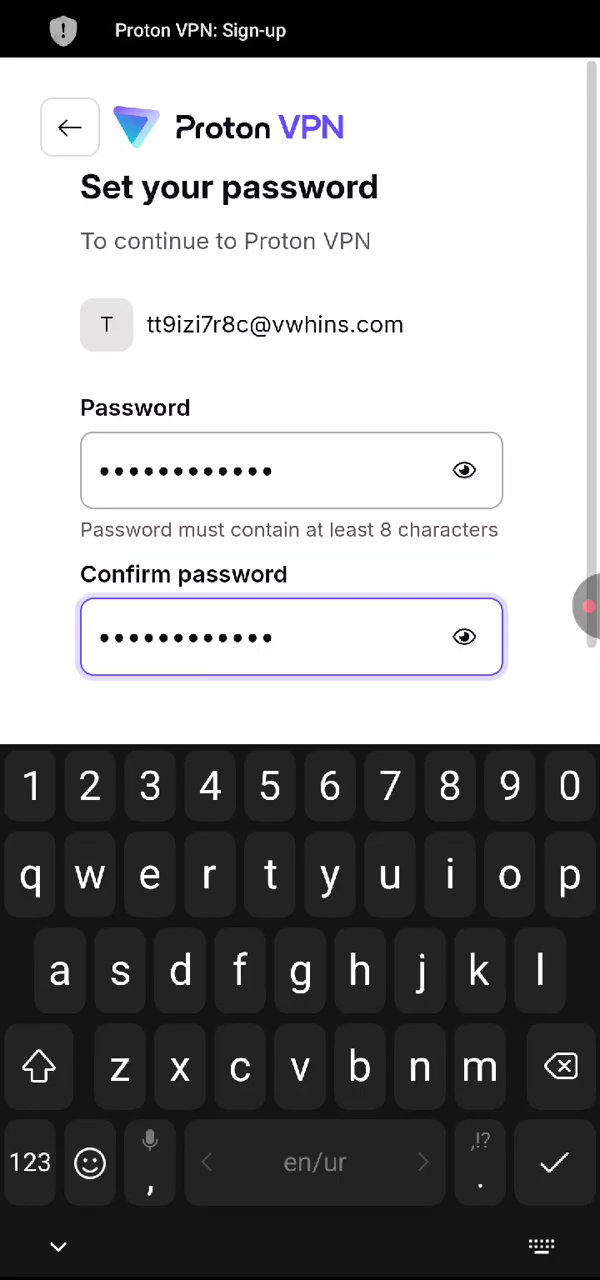 Proton VPN: Sign-up
Proton VPN
Set your password
To continue to Proton VPN
T
tt9izi7r8c@vwhins.com
Password
••••••••••••
Password must contain at least 8 characters
Confirm password
••••••••••••
1 2 3 4 5 6 7 8 9 0
q w e r t y u i o p
a s d f g h j k l
z x c v b n m
123 , en/ur ,!? .